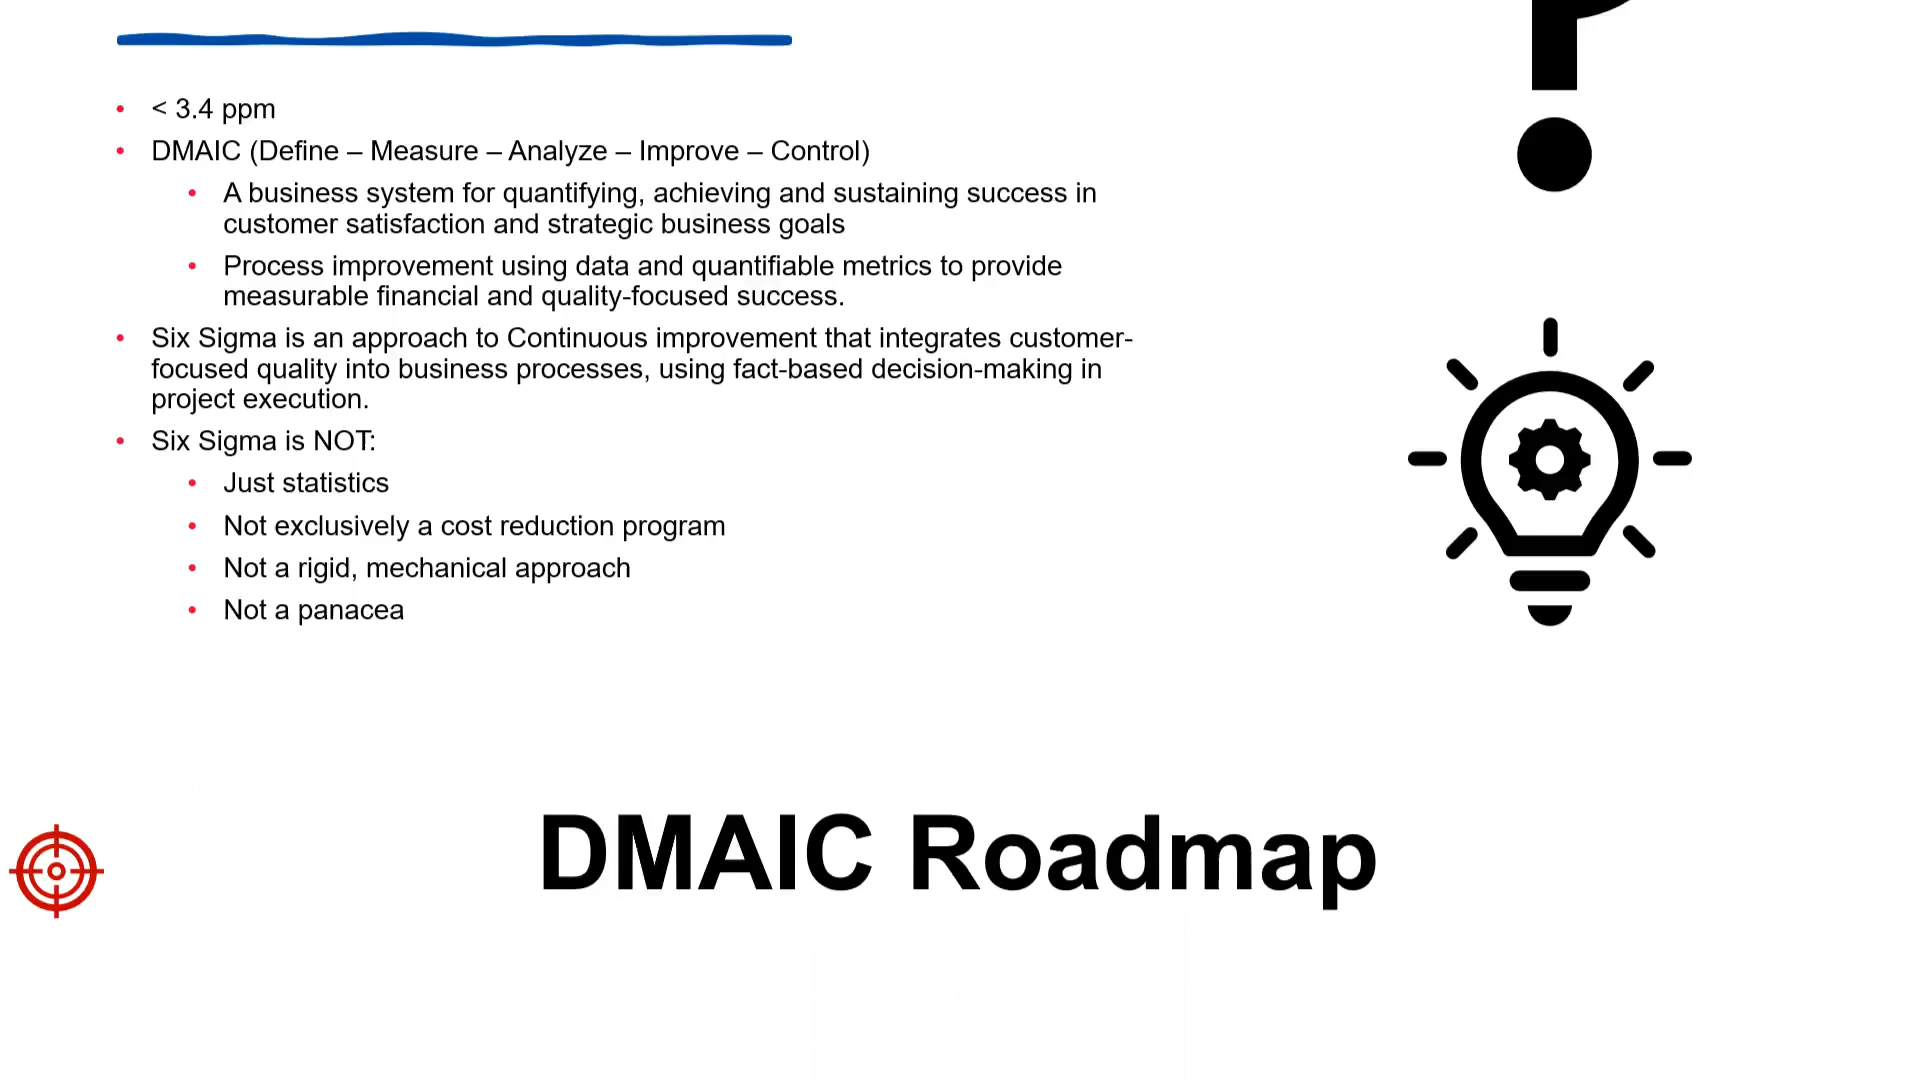 < 3.4 ppm
DMAIC (Define – Measure – Analyze – Improve – Control)
A business system for quantifying, achieving and sustaining success in
customer satisfaction and strategic business goals
Process improvement using data and quantifiable metrics to provide
measurable financial and quality-focused success.
Six Sigma is an approach to Continuous improvement that integrates customer-
focused quality into business processes, using fact-based decision-making in
project execution.
Six Sigma is NOT:
Just statistics
Not exclusively a cost reduction program
Not a rigid, mechanical approach
Not a panacea
DMAIC Roadmap